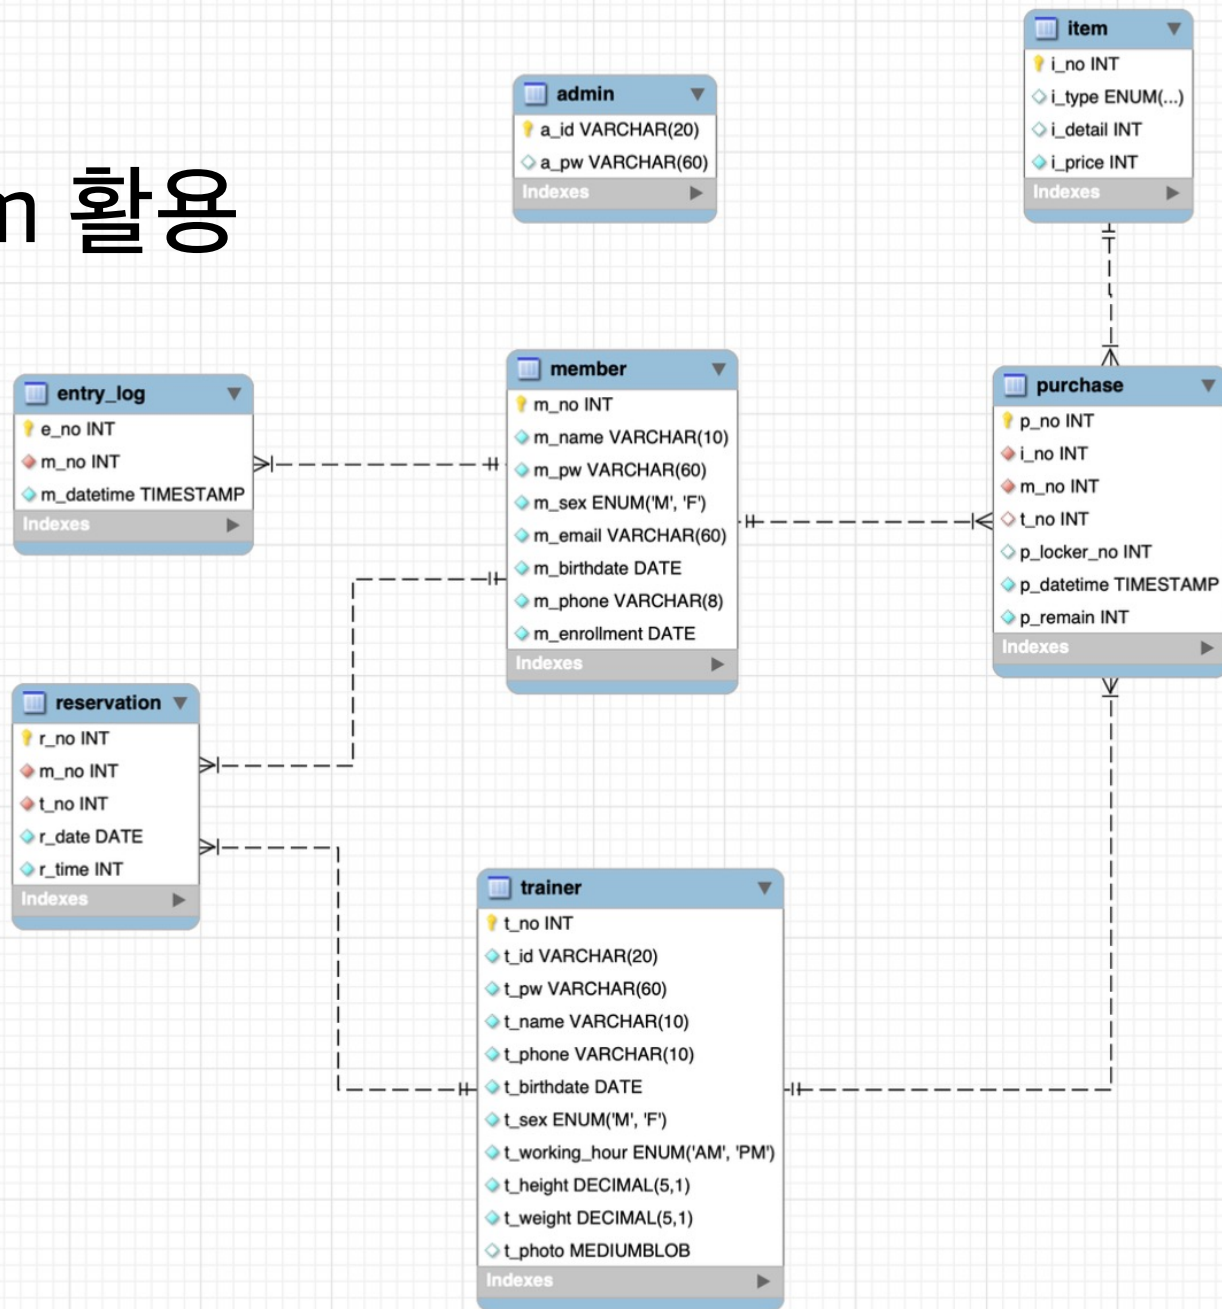 m 활용
admin
a_id VARCHAR(20)
a_pw VARCHAR(60)
Indexes
item
i_no INT
i_type ENUM(...)
i_detail INT
i_price INT
Indexes
entry_log
e_no INT
m_no INT
m_datetime TIMESTAMP
Indexes
member
m_no INT
m_name VARCHAR(10)
m_pw VARCHAR(60)
m_sex ENUM('M', 'F')
m_email VARCHAR(60)
m_birthdate DATE
m_phone VARCHAR(8)
m_enrollment DATE
Indexes
purchase
p_no INT
i_no INT
m_no INT
t_no INT
p_locker_no INT
p_datetime TIMESTAMP
p_remain INT
Indexes
reservation
r_no INT
m_no INT
t_no INT
r_date DATE
r_time INT
Indexes
trainer
t_no INT
t_id VARCHAR(20)
t_pw VARCHAR(60)
t_name VARCHAR(10)
t_phone VARCHAR(10)
t_birthdate DATE
t_sex ENUM('M', 'F')
t_working_hour ENUM('AM', 'PM')
t_height DECIMAL(5,1)
t_weight DECIMAL(5,1)
t_photo MEDIUMBLOB
Indexes